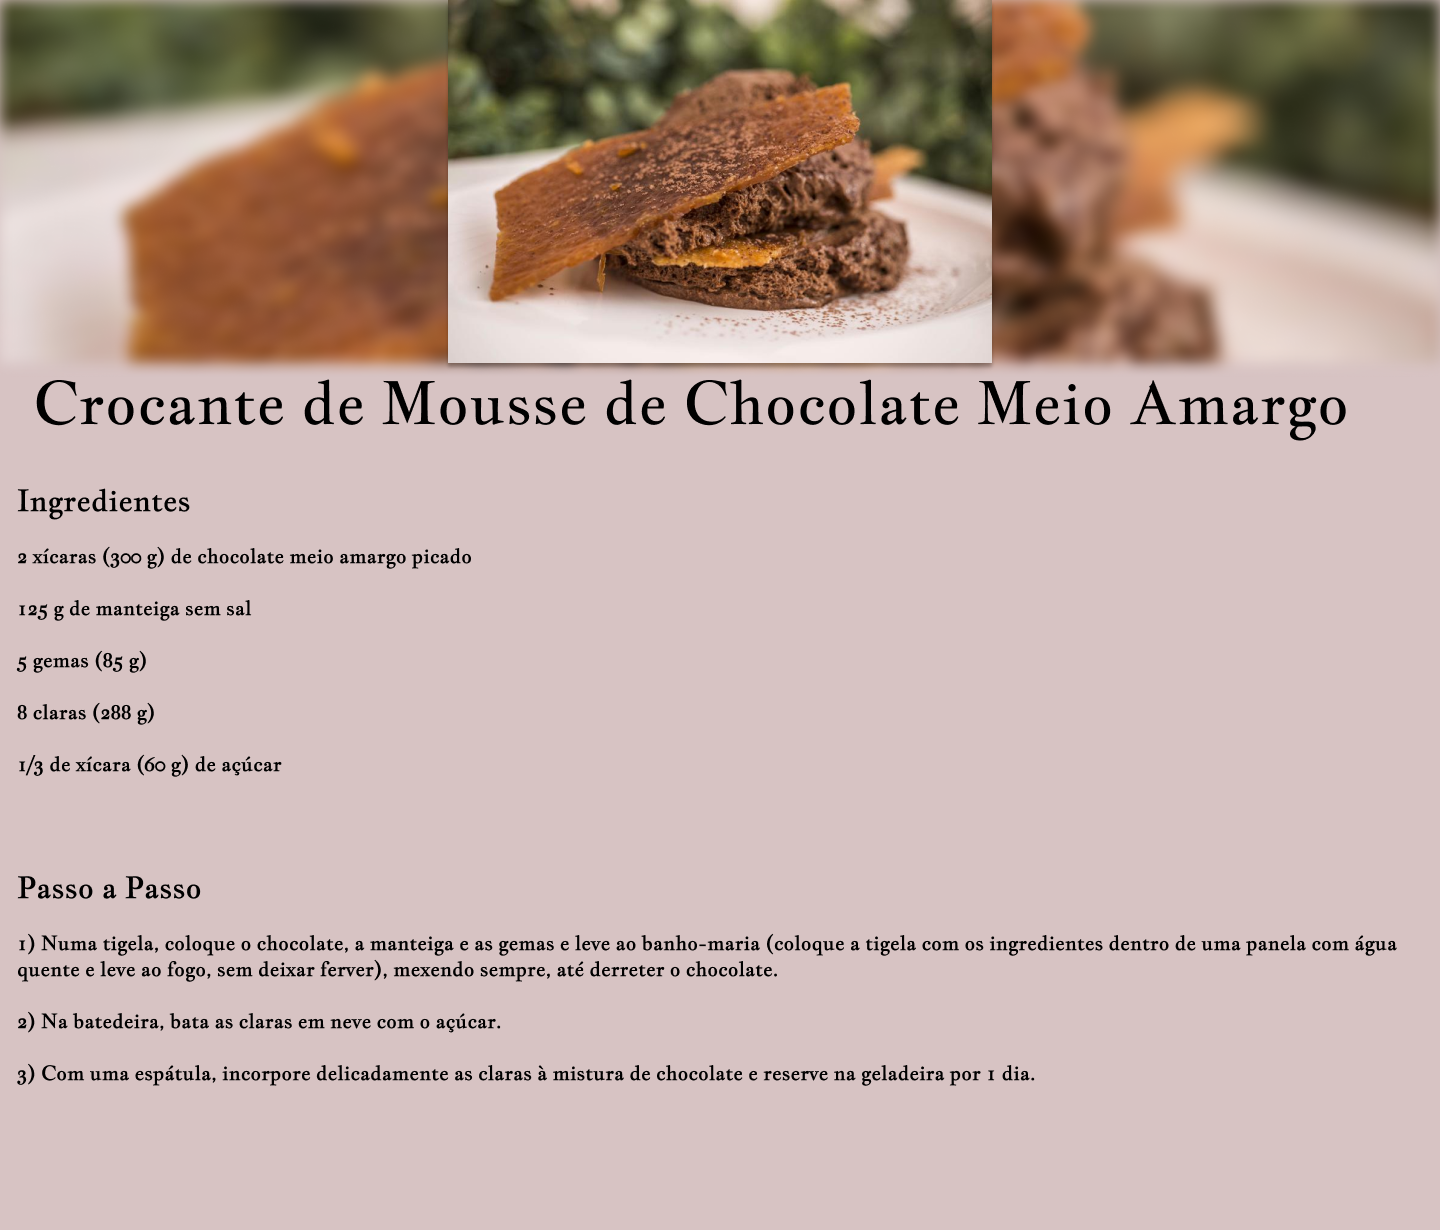 Crocante de Mousse de Chocolate Meio Amargo
Ingredientes
2 xícaras (300 g) de chocolate meio amargo picado
125 g de manteiga sem sal
5 gemas (85 g)
8 claras (288 g)
1/3 de xícara (60 g) de açúcar
Passo a Passo
1) Numa tigela, coloque o chocolate, a manteiga e as gemas e leve ao banho-maria (coloque a tigela com os ingredientes dentro de uma panela com água
quente e leve ao fogo, sem deixar ferver), mexendo sempre, até derreter o chocolate.
2) Na batedeira, bata as claras em neve com o açúcar.
3) Com uma espátula, incorpore delicadamente as claras à mistura de chocolate e reserve na geladeira por 1 dia.